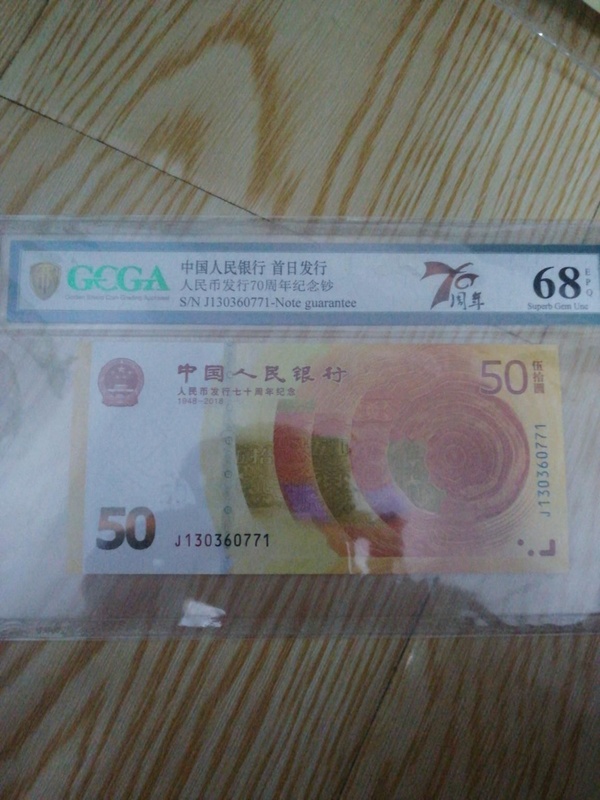 GCGA
中国人民银行 首日发行
人民币发行70周年纪念钞
S/N J130360771-Note guarantee
70
周年
68
EPQ
Superb Gem Unc
中国人民银行
人民币发行七十周年纪念
1948-2018
50
伍拾圆
J130360771
50
J130360771